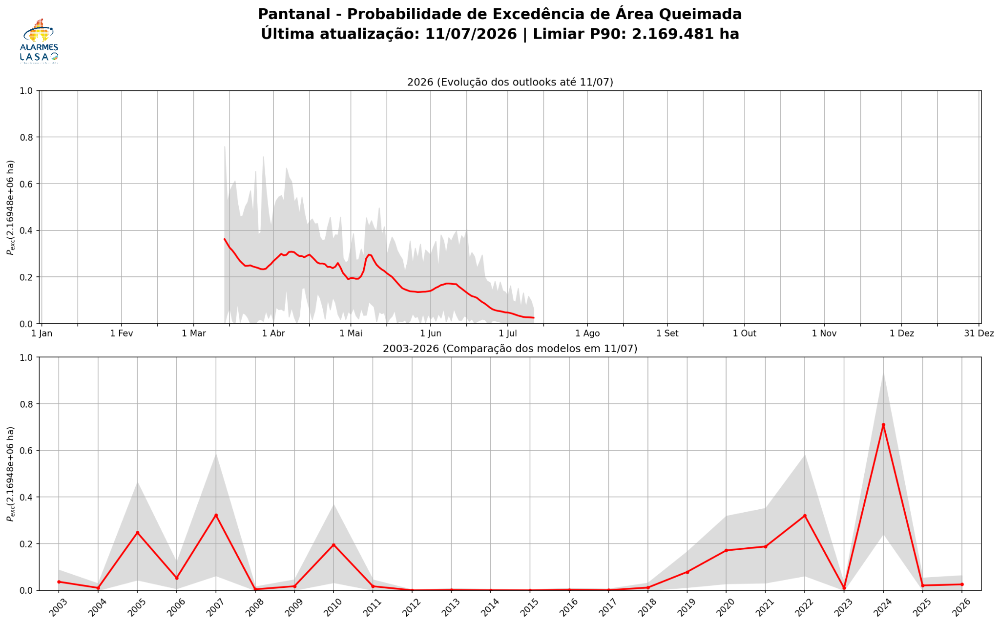 Pantanal - Probabilidade de Excedência de Área Queimada
Última atualização: 11/07/2026 | Limiar P90: 2.169.481 ha
ALARMES
LASA
2026 (Evolução dos outlooks até 11/07)
1.0
0.8
0.6
0.4
0.2
0.0
P_exc(2.16948e+06 ha)
1 Jan 1 Fev 1 Mar 1 Abr 1 Mai 1 Jun 1 Jul 1 Ago 1 Set 1 Out 1 Nov 1 Dez 31 Dez
2003-2026 (Comparação dos modelos em 11/07)
1.0
0.8
0.6
0.4
0.2
0.0
P_exc(2.16948e+06 ha)
2003 2004 2005 2006 2007 2008 2009 2010 2011 2012 2013 2014 2015 2016 2017 2018 2019 2020 2021 2022 2023 2024 2025 2026